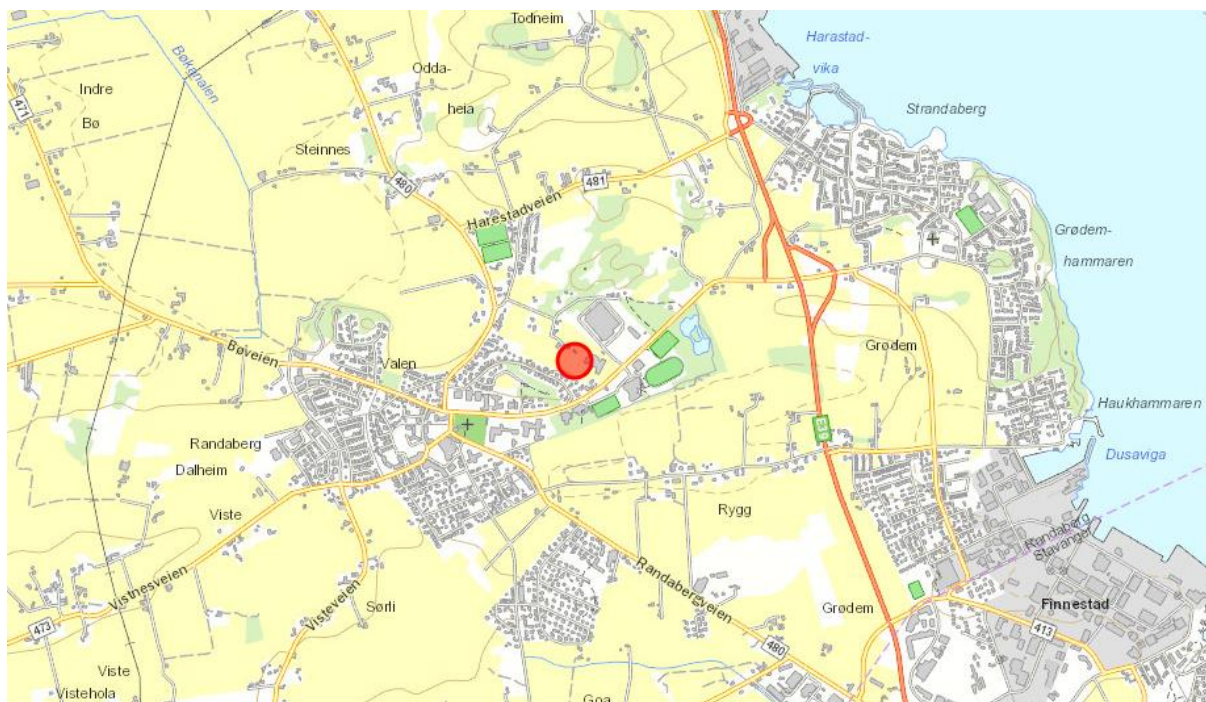 Todneim
Harastad-
vika
Bøkanalen
Odda-
heia
Indre
Bø
471
Strandaberg
Steinnes
480
481
Harestadveien
Grødem-
hammaren
Bøveien
Valen
Grødem
Haukhammaren
Dusaviga
E39
Randaberg
Dalheim
Viste
Rygg
Randaberg
Stavanger
Vistnesveien
Visteveien
Sørli
Randabergveien
Grødem
Finnestad
473
480
413
Viste
Vistehola
Goa